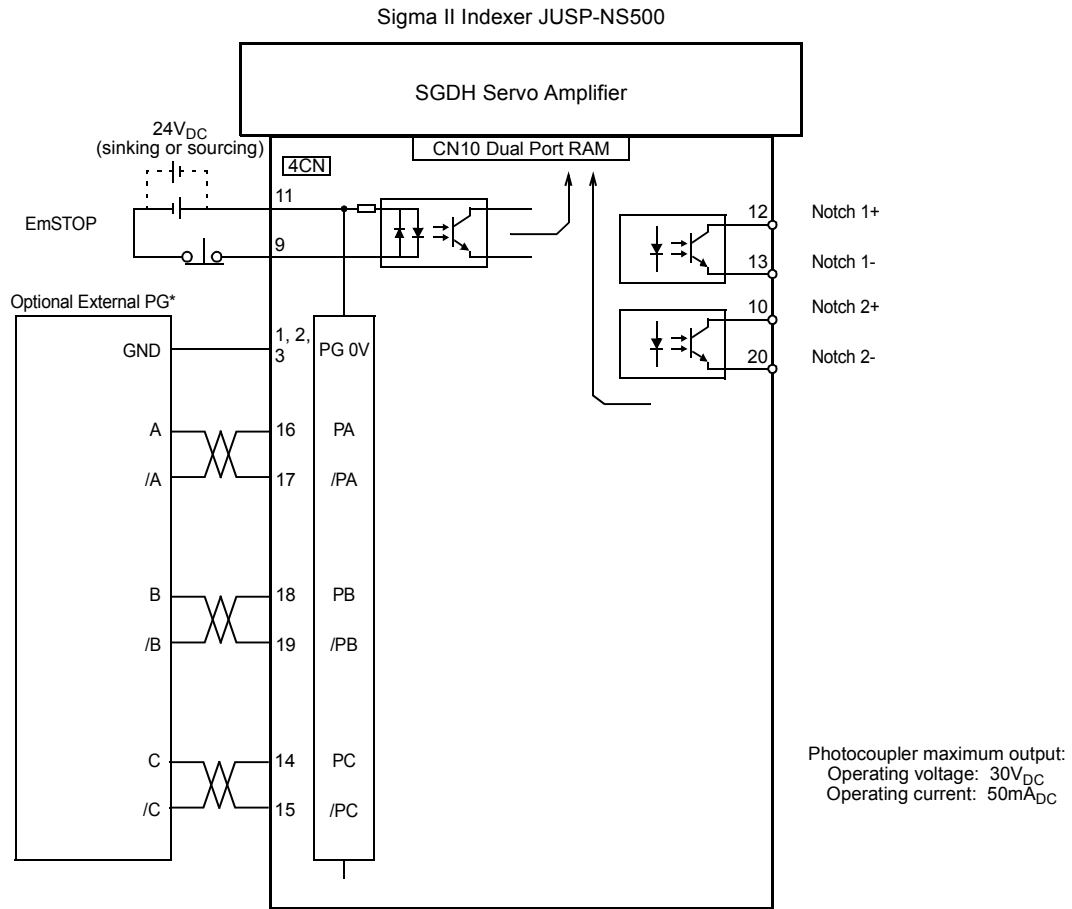 Sigma II Indexer JUSP-NS500
SGDH Servo Amplifier
24VDC
(sinking or sourcing)
4CN
CN10 Dual Port RAM
11
EmSTOP
9
12
Notch 1+
13
Notch 1-
10
Notch 2+
20
Notch 2-
Optional External PG*
GND
1, 2,
3
PG 0V
A
16
PA
/A
17
/PA
B
18
PB
/B
19
/PB
C
14
PC
/C
15
/PC
Photocoupler maximum output:
Operating voltage: 30VDC
Operating current: 50mADC